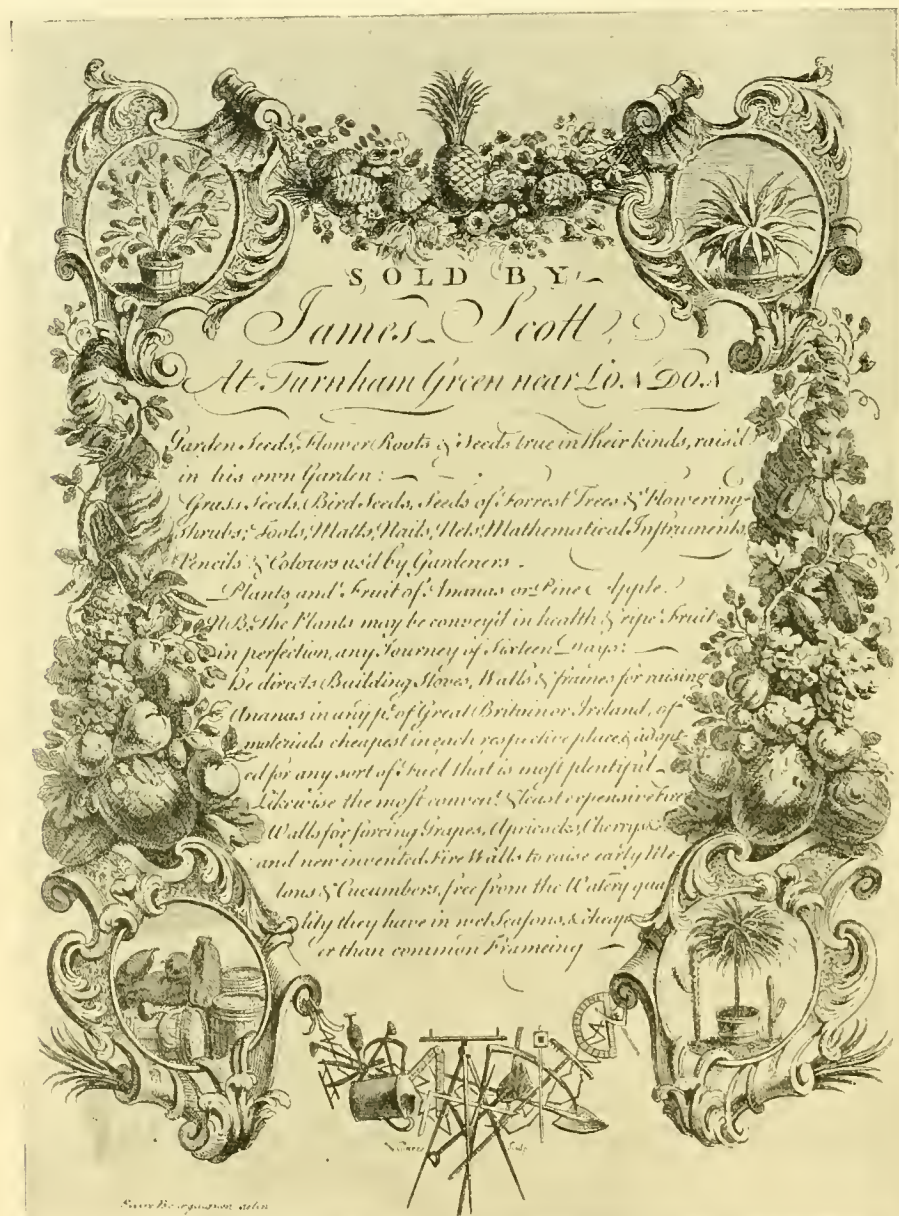 SOLD BY
James Scott,
At Turnham Green near LONDON
Garden Seeds, Flower Roots & Seeds true in their kinds, rais'd
in his own Garden:
Grass Seeds, Bird Seeds, Seeds of Forrest Trees & Flowering
Shrubs; Tools, Matts, Nails, Nets, Mathematical Instruments,
Pencils & Colours us'd by Gardeners.
Plants and Fruit of Ananas or Pine Apple.
NB. the Plants may be convey'd in health & ripe Fruit
in perfection, any Journey of Sixteen Days:
he directs Building Stoves, Walls & frames for raising
Ananas in any pt. of Great Britain or Ireland, of
materials cheapest in each respective place, & adapt
ed for any sort of Fuel that is most plentiful
Likewise the most convent. & least expensive Fire
Walls for forcing Grapes, Apricocks, Cherrys &c
and new invented Fire Walls to raise early Me-
lons & Cucumbers, free from the Watery qua
lity they have in wet Seasons, & cheap
er than common Frameing
sculp
delin